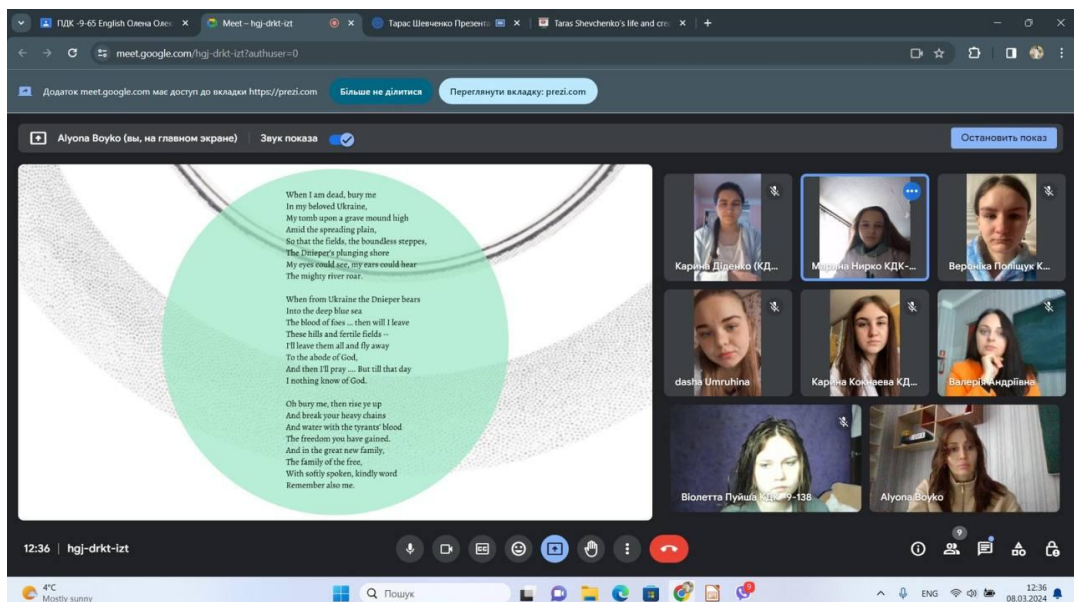 ПДК -9-65 English Олена Олек
Meet – hgj-drkt-izt
Тарас Шевченко Презента
Taras Shevchenko's life and cre
meet.google.com/hgj-drkt-izt?authuser=0
Додаток meet.google.com має доступ до вкладки https://prezi.com
Більше не ділитися
Переглянути вкладку: prezi.com
Alyona Boyko (вы, на главном экране)
Звук показа
Остановить показ
When I am dead, bury me
In my beloved Ukraine,
My tomb upon a grave mound high
Amid the spreading plain,
So that the fields, the boundless steppes,
The Dnieper's plunging shore
My eyes could see, my ears could hear
The mighty river roar.
When from Ukraine the Dnieper bears
Into the deep blue sea
The blood of foes ... then will I leave
These hills and fertile fields --
I'll leave them all and fly away
To the abode of God,
And then I'll pray .... But till that day
I nothing know of God.
Oh bury me, then rise ye up
And break your heavy chains
And water with the tyrants' blood
The freedom you have gained.
And in the great new family,
The family of the free,
With softly spoken, kindly word
Remember also me.
Карина Діденко (КД...
Марина Нирко КДК-...
Вероніка Поліщук К...
dasha Umruhina
Карина Кокнаева КД...
Валерія Андріївна
Віолетта Пуйша КДК -9-138
Alyona Boyko
12:36 | hgj-drkt-izt
9
4°C
Mostly sunny
Пошук
ENG
12:36
08.03.2024